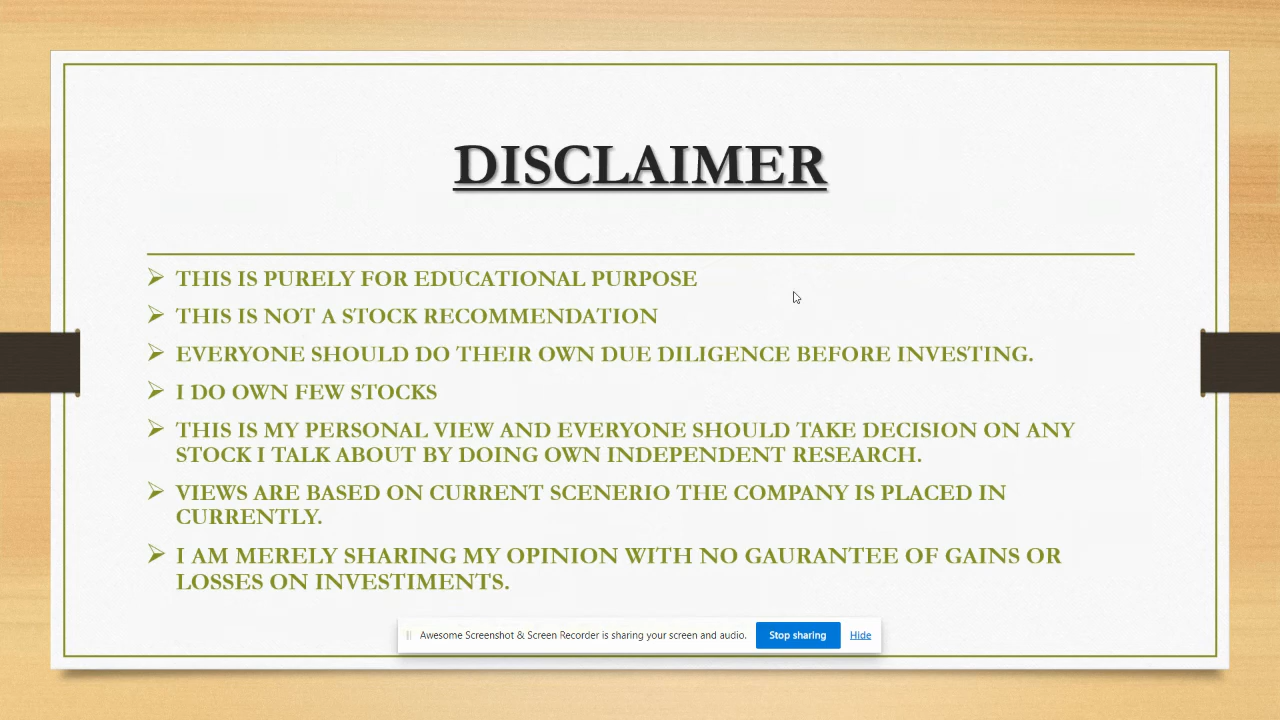 DISCLAIMER
THIS IS PURELY FOR EDUCATIONAL PURPOSE
THIS IS NOT A STOCK RECOMMENDATION
EVERYONE SHOULD DO THEIR OWN DUE DILIGENCE BEFORE INVESTING.
I DO OWN FEW STOCKS
THIS IS MY PERSONAL VIEW AND EVERYONE SHOULD TAKE DECISION ON ANY
STOCK I TALK ABOUT BY DOING OWN INDEPENDENT RESEARCH.
VIEWS ARE BASED ON CURRENT SCENERIO THE COMPANY IS PLACED IN
CURRENTLY.
I AM MERELY SHARING MY OPINION WITH NO GAURANTEE OF GAINS OR
LOSSES ON INVESTIMENTS.
Awesome Screenshot & Screen Recorder is sharing your screen and audio. Stop sharing Hide